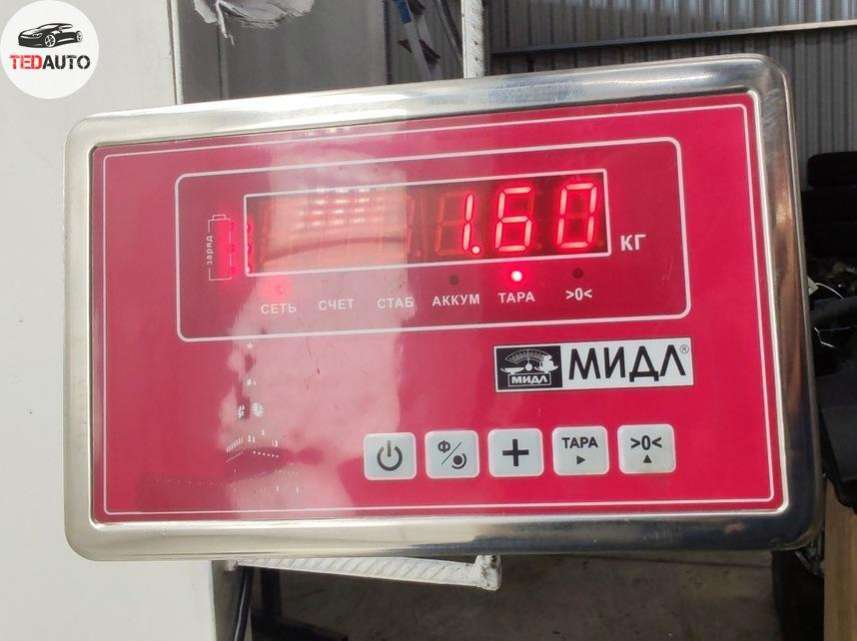 TEDAUTO
заряд
1.60 КГ
СЕТЬ СЧЕТ СТАБ АККУМ ТАРА >0<
МИДЛ МИДЛ®
Ф + ТАРА >0<